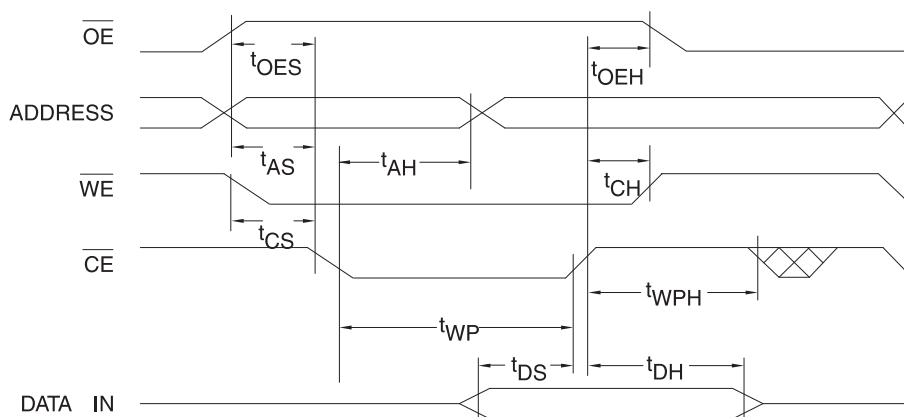 OE
tOES
tOEH
ADDRESS
tAS
tAH
WE
tCH
tCS
CE
tWPH
tWP
tDS
tDH
DATA IN